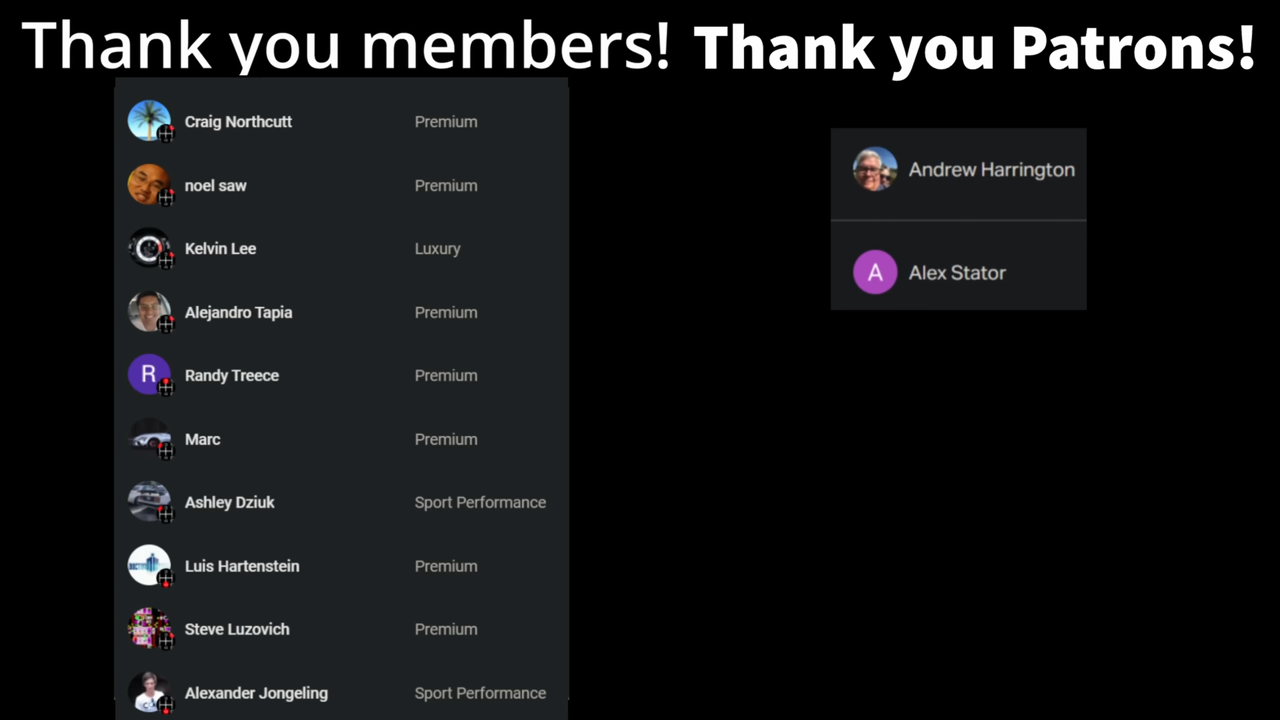 Thank you members! Thank you Patrons!
Craig Northcutt Premium
noel saw Premium
Kelvin Lee Luxury
Alejandro Tapia Premium
R Randy Treece Premium
Marc Premium
Ashley Dziuk Sport Performance
Luis Hartenstein Premium
Steve Luzovich Premium
Alexander Jongeling Sport Performance
Andrew Harrington
A Alex Stator